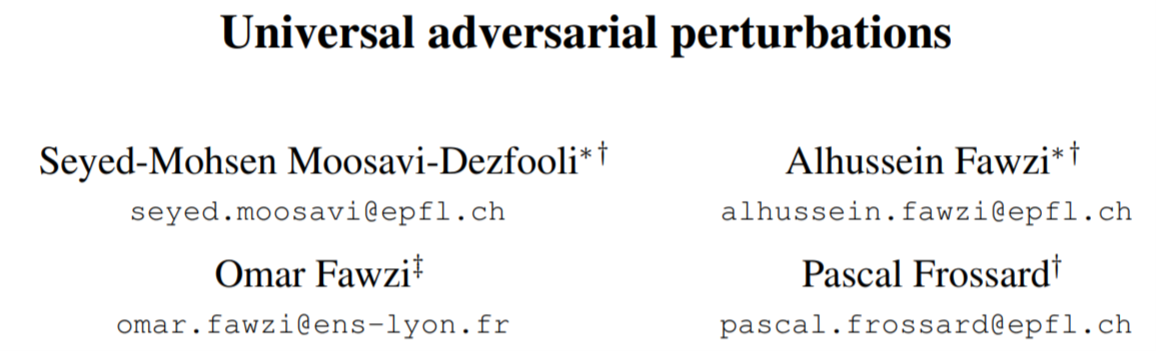 Universal adversarial perturbations
Seyed-Mohsen Moosavi-Dezfooli*† Alhussein Fawzi*†
seyed.moosavi@epfl.ch alhussein.fawzi@epfl.ch
Omar Fawzi‡ Pascal Frossard†
omar.fawzi@ens-lyon.fr pascal.frossard@epfl.ch